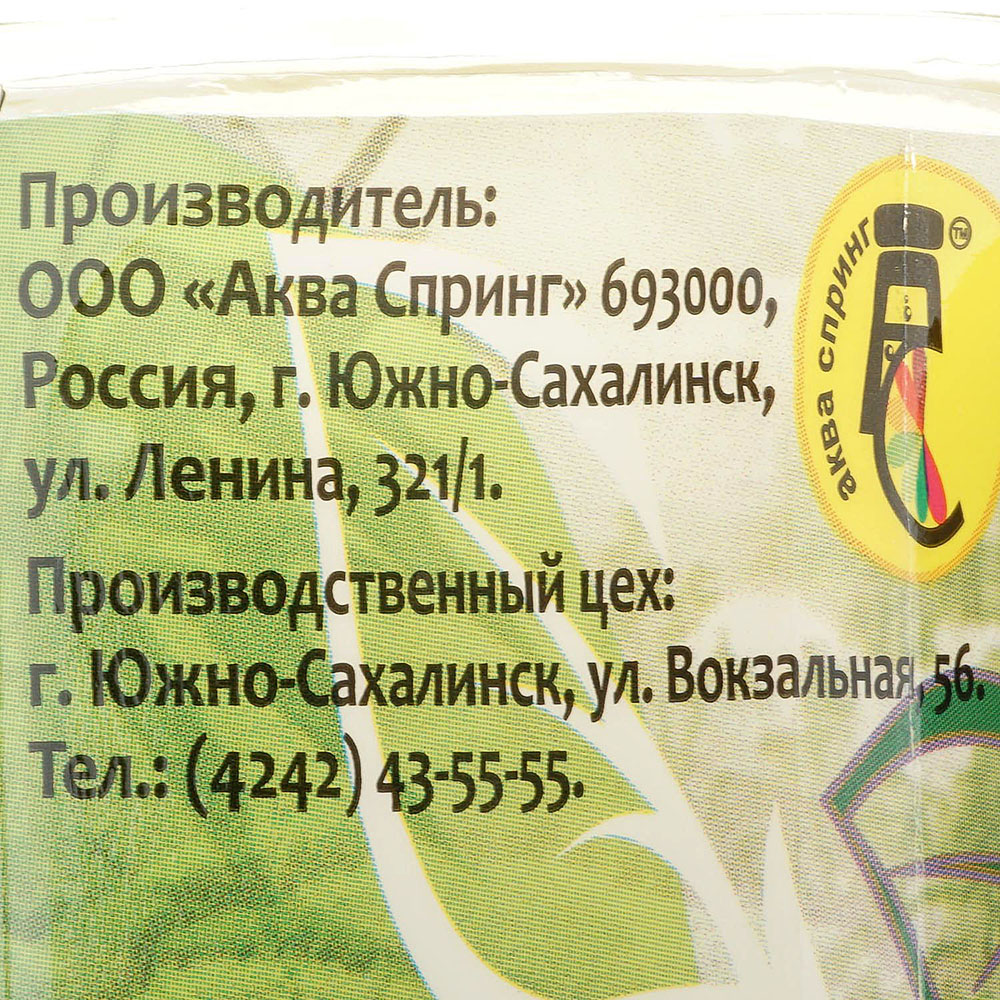 Производитель:
ООО «Аква Спринг» 693000,
Россия, г. Южно-Сахалинск,
ул. Ленина, 321/1.
Производственный цех:
г. Южно-Сахалинск, ул. Вокзальная, 56.
Тел.: (4242) 43-55-55.
аква спринг
TM